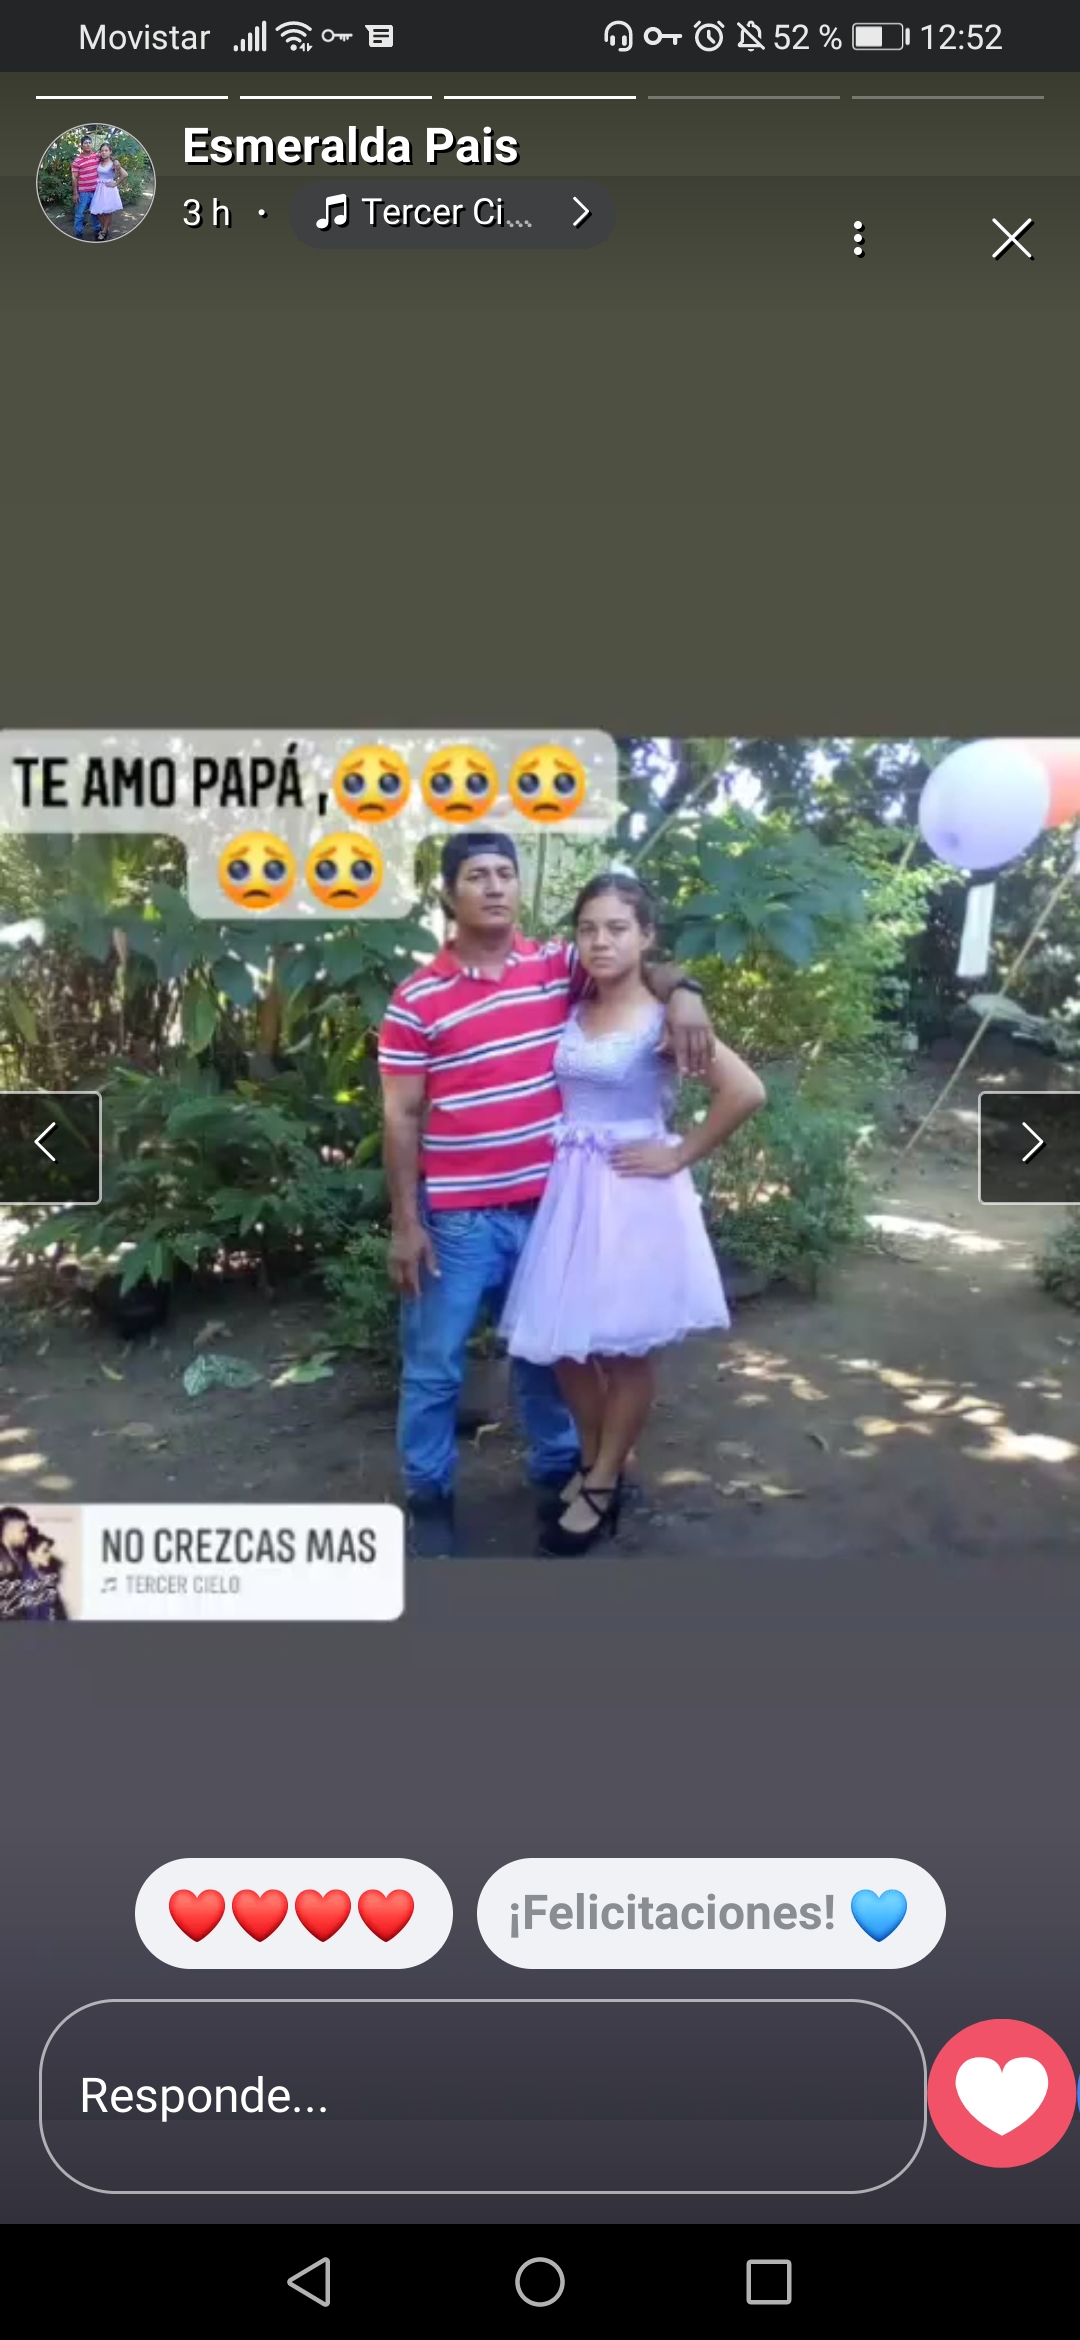 Movistar 52 % 12:52
Esmeralda Pais
3 h · Tercer Ci...
TE AMO PAPÁ ,🥺🥺🥺
🥺🥺
NO CREZCAS MAS
TERCER CIELO
❤️❤️❤️❤️ ¡Felicitaciones! 💙
Responde...